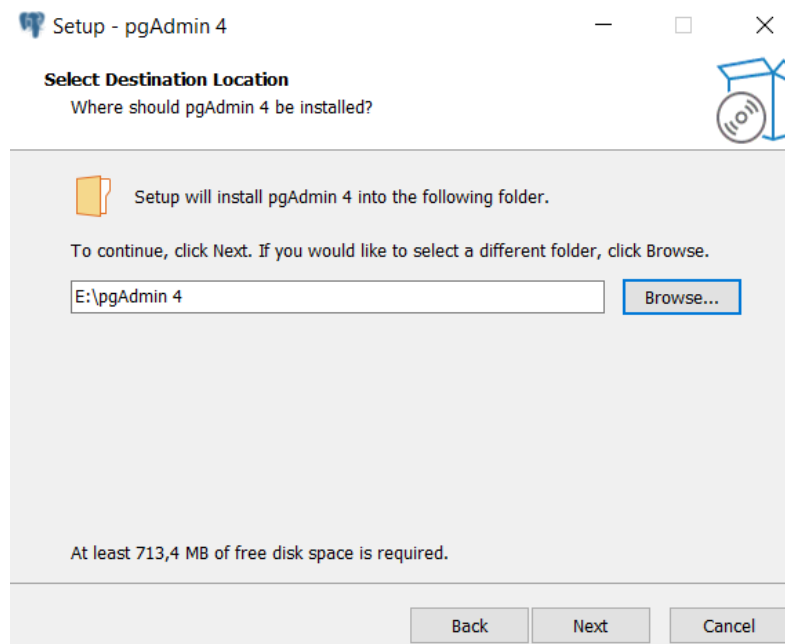 Setup - pgAdmin 4
Select Destination Location
Where should pgAdmin 4 be installed?
Setup will install pgAdmin 4 into the following folder.
To continue, click Next. If you would like to select a different folder, click Browse.
E:\pgAdmin 4
Browse...
At least 713,4 MB of free disk space is required.
Back
Next
Cancel